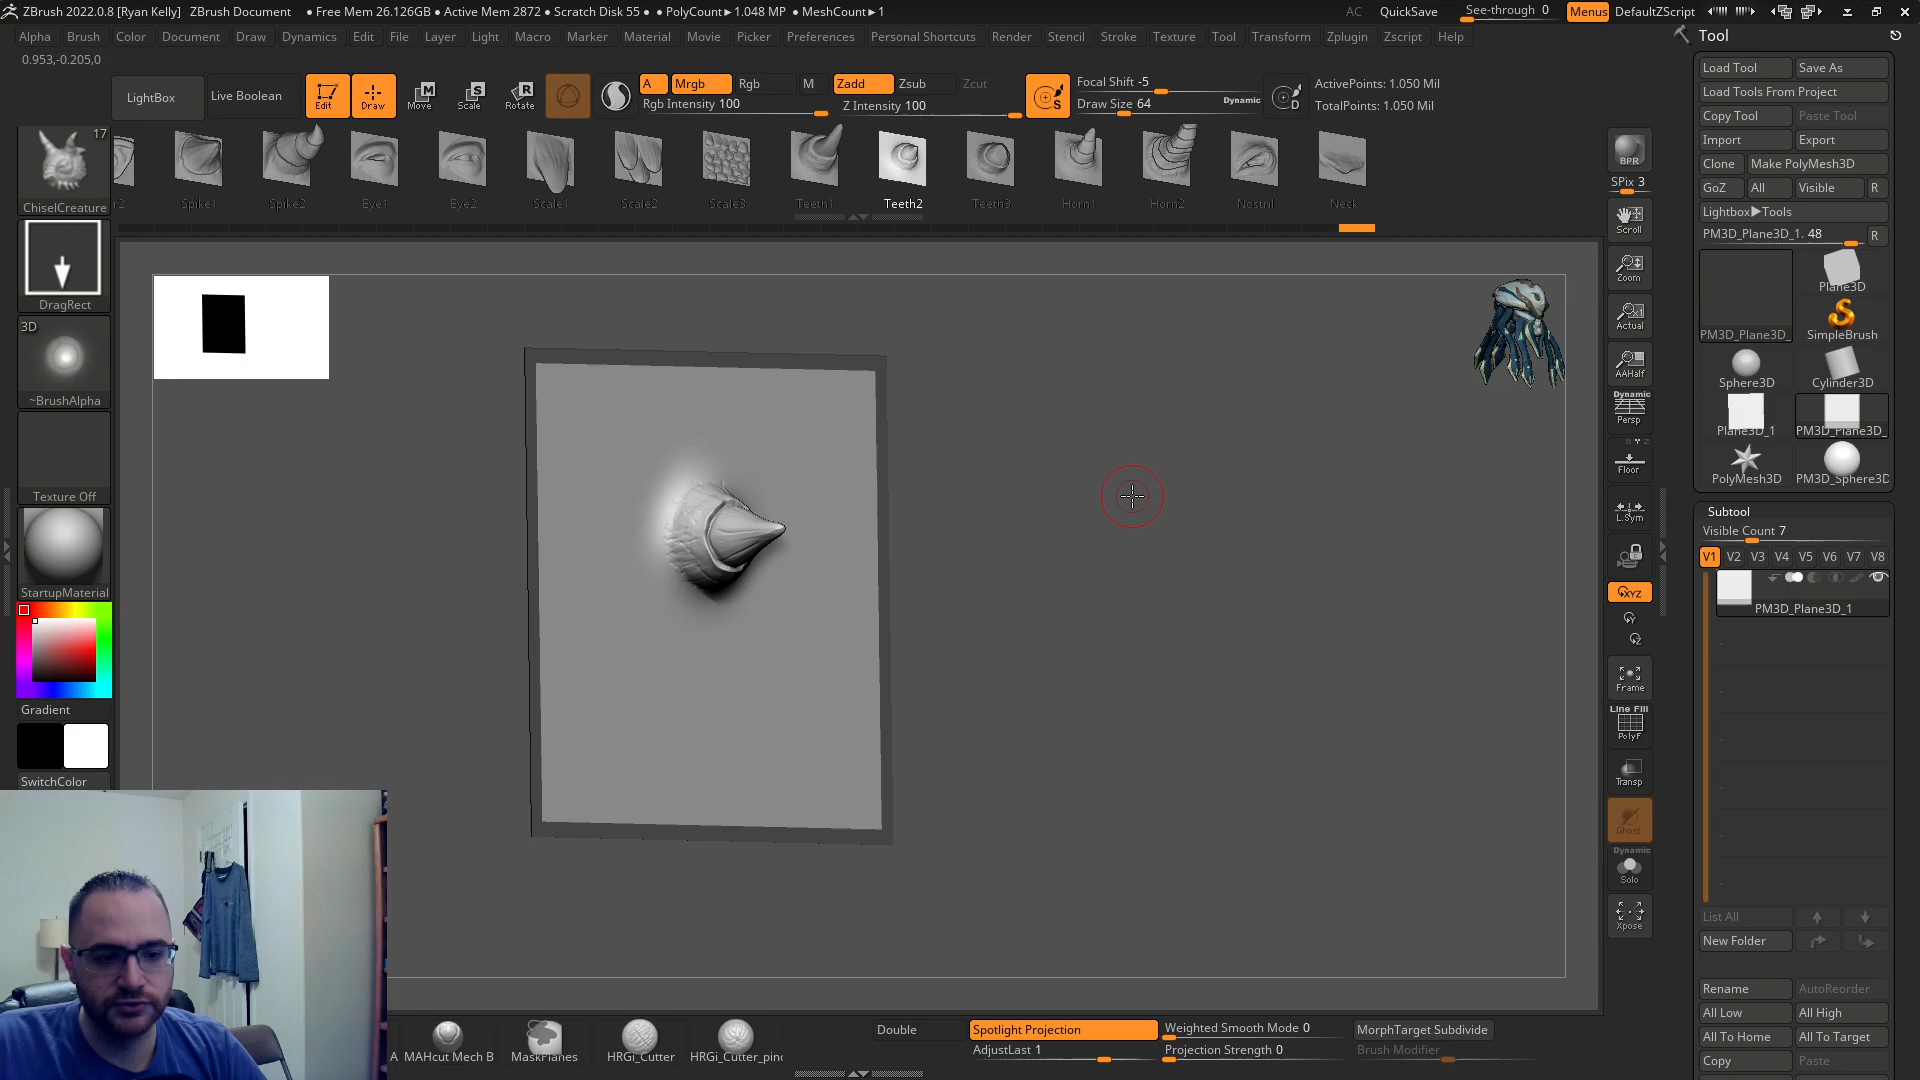 ZBrush 2022.0.8 [Ryan Kelly] ZBrush Document ● Free Mem 26.126GB ● Active Mem 2872 ● Scratch Disk 55 ● ● PolyCount▶1.048 MP ● MeshCount▶1 AC QuickSave See-through 0 Menus DefaultZScript
Alpha Brush Color Document Draw Dynamics Edit File Layer Light Macro Marker Material Movie Picker Preferences Personal Shortcuts Render Stencil Stroke Texture Tool Transform Zplugin Zscript Help
0.953,-0.205,0
LightBox Live Boolean Edit Draw Move Scale Rotate
A Mrgb Rgb M Zadd Zsub Zcut
Rgb Intensity 100 Z Intensity 100
Focal Shift -5
Draw Size 64 Dynamic
ActivePoints: 1.050 Mil
TotalPoints: 1.050 Mil
17
ChiselCreature
DragRect
3D
~BrushAlpha
Texture Off
StartupMaterial
Gradient
SwitchColor
r2 Spike1 Spike2 Eye1 Eye2 Scale1 Scale2 Scale3 Teeth1 Teeth2 Teeth3 Horn1 Horn2 Nostril Neck
BPR
SPix 3
Scroll
Zoom
Actual
AAHalf
Dynamic
Persp
Floor
L.Sym
XYZ
Y
Z
Frame
Line Fill
PolyF
Transp
Ghost
Dynamic
Solo
Xpose
Tool
Load Tool Save As
Load Tools From Project
Copy Tool Paste Tool
Import Export
Clone Make PolyMesh3D
GoZ All Visible R
Lightbox▶Tools
PM3D_Plane3D_1. 48 R
PM3D_Plane3D_ Plane3D
SimpleBrush
Sphere3D Cylinder3D
Plane3D_1 PM3D_Plane3D_
PolyMesh3D PM3D_Sphere3D
Subtool
Visible Count 7
V1 V2 V3 V4 V5 V6 V7 V8
PM3D_Plane3D_1
List All
New Folder
Rename AutoReorder
All Low All High
All To Home All To Target
Copy Paste
A MAHcut Mech B MaskPlanes HRGi_Cutter HRGi_Cutter_pinc
Double Spotlight Projection Weighted Smooth Mode 0 MorphTarget Subdivide
AdjustLast 1 Projection Strength 0 Brush Modifier